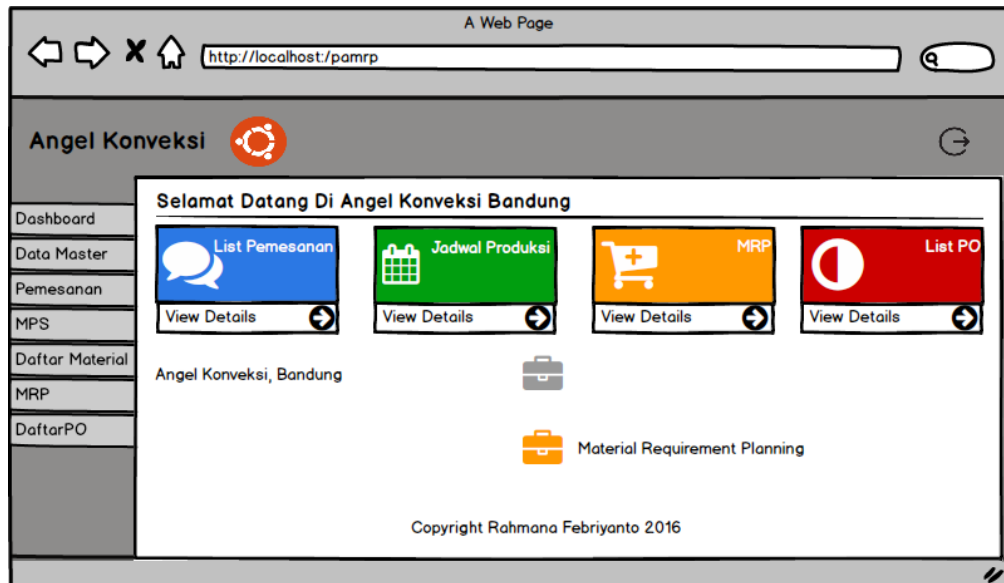 A Web Page
http://localhost:/pamrp
Angel Konveksi
Selamat Datang Di Angel Konveksi Bandung
Dashboard
Data Master
Pemesanan
MPS
Daftar Material
MRP
DaftarPO
List Pemesanan
View Details
Jadwal Produksi
View Details
MRP
View Details
List PO
View Details
Angel Konveksi, Bandung
Material Requirement Planning
Copyright Rahmana Febriyanto 2016